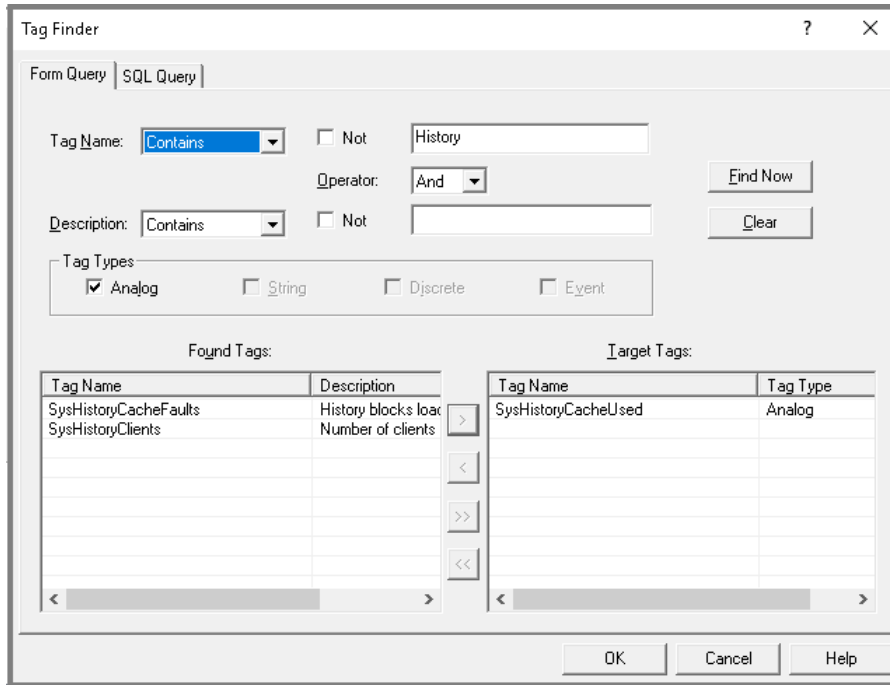 Tag Finder ?
Form Query SQL Query
Tag Name: Contains Not History
Operator: And Find Now
Description: Contains Not Clear
Tag Types
Analog String Discrete Event
Found Tags: Target Tags:
Tag Name Description Tag Name Tag Type
SysHistoryCacheFaults History blocks load SysHistoryCacheUsed Analog
SysHistoryClients Number of clients
>
<
>>
<<
OK Cancel Help